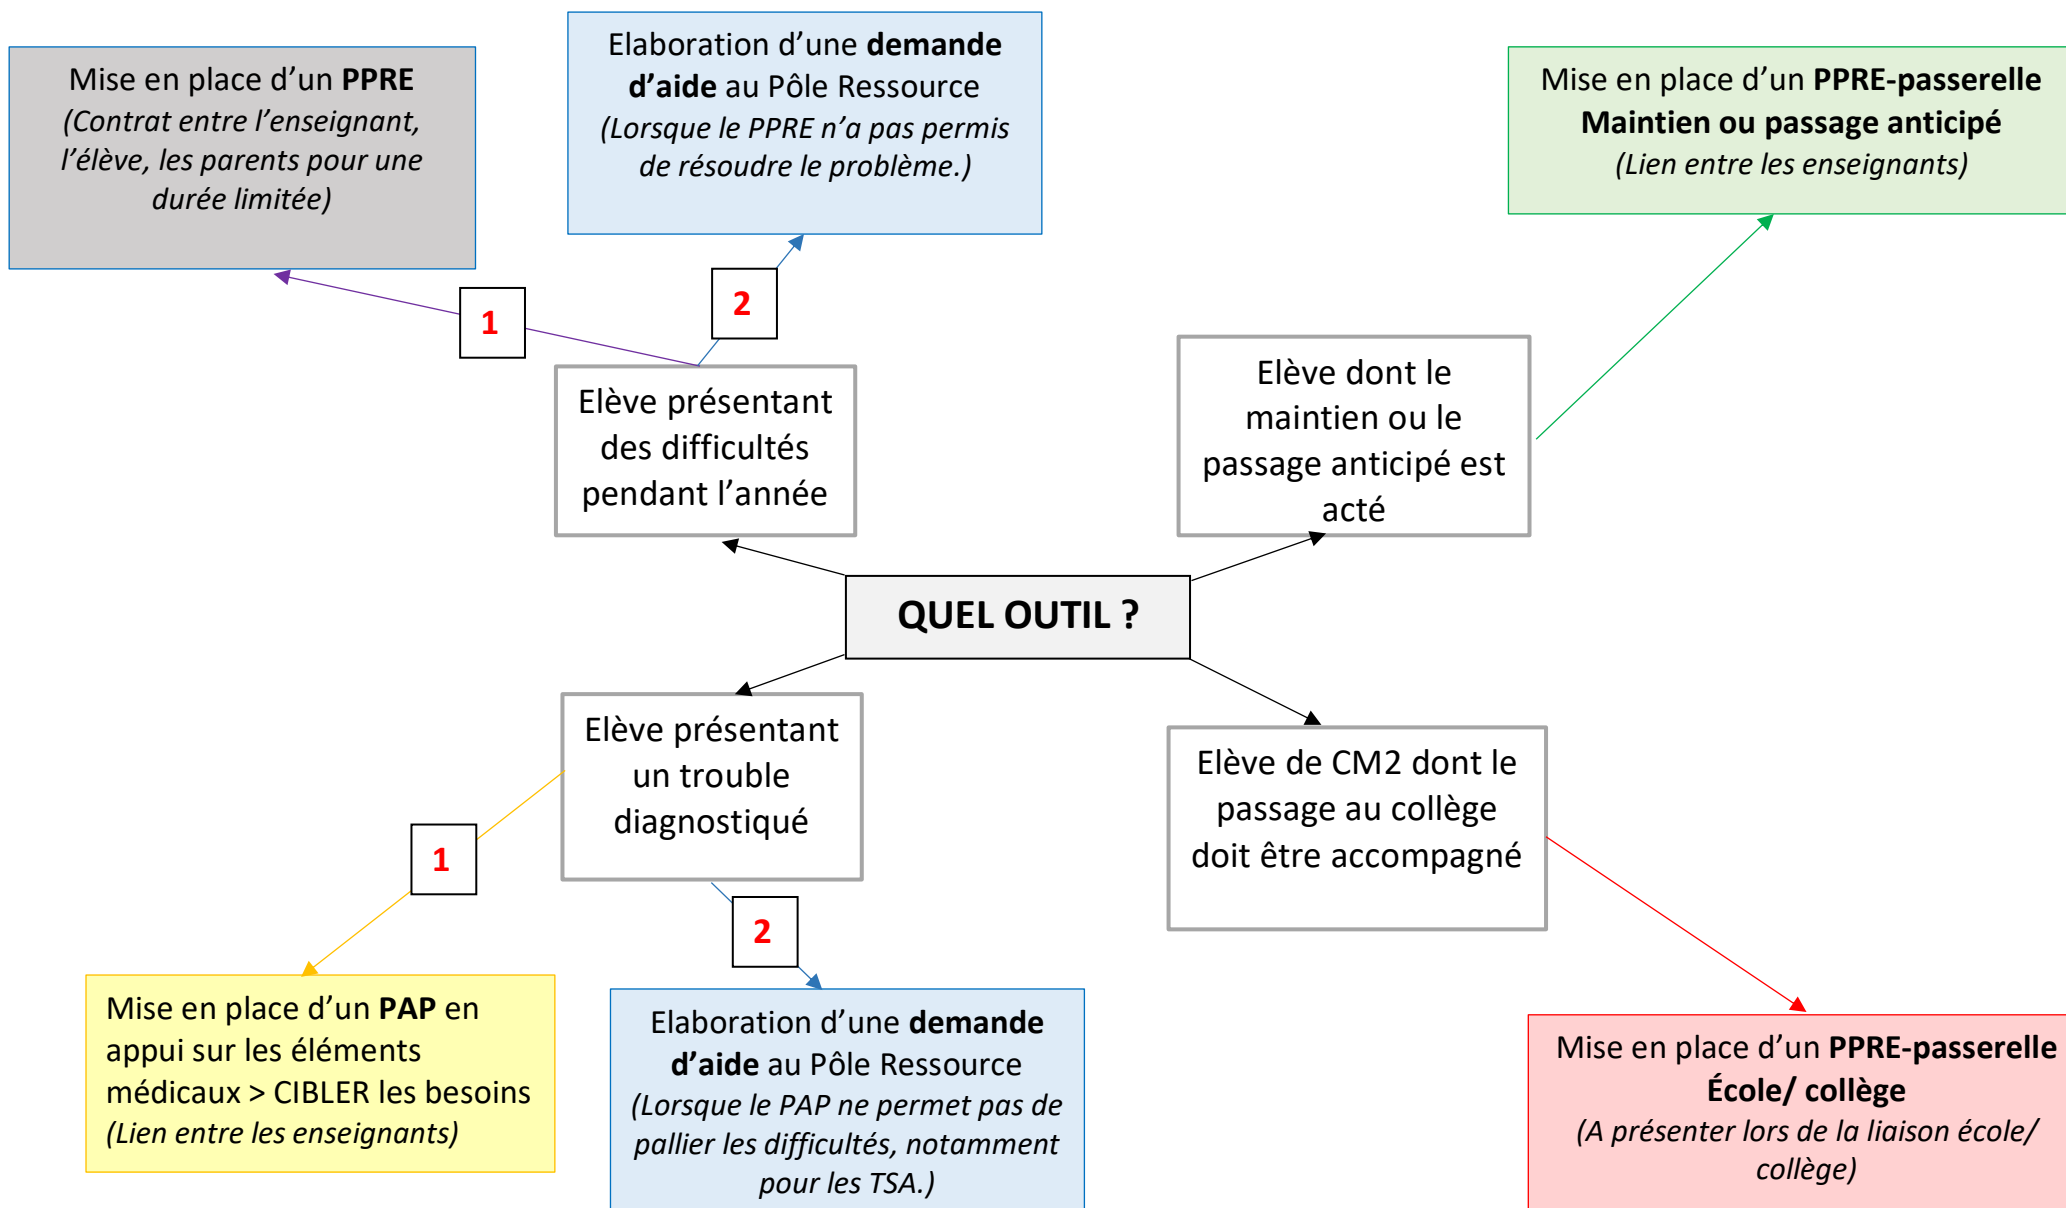 Mise en place d’un PPRE
(Contrat entre l’enseignant,
l’élève, les parents pour une
durée limitée)
Elaboration d’une demande
d’aide au Pôle Ressource
(Lorsque le PPRE n’a pas permis
de résoudre le problème.)
Mise en place d’un PPRE-passerelle
Maintien ou passage anticipé
(Lien entre les enseignants)
1
2
Elève présentant
des difficultés
pendant l’année
Elève dont le
maintien ou le
passage anticipé est
acté
QUEL OUTIL ?
Elève présentant
un trouble
diagnostiqué
Elève de CM2 dont le
passage au collège
doit être accompagné
1
2
Mise en place d’un PAP en
appui sur les éléments
médicaux > CIBLER les besoins
(Lien entre les enseignants)
Elaboration d’une demande
d’aide au Pôle Ressource
(Lorsque le PAP ne permet pas de
pallier les difficultés, notamment
pour les TSA.)
Mise en place d’un PPRE-passerelle
École/ collège
(A présenter lors de la liaison école/
collège)